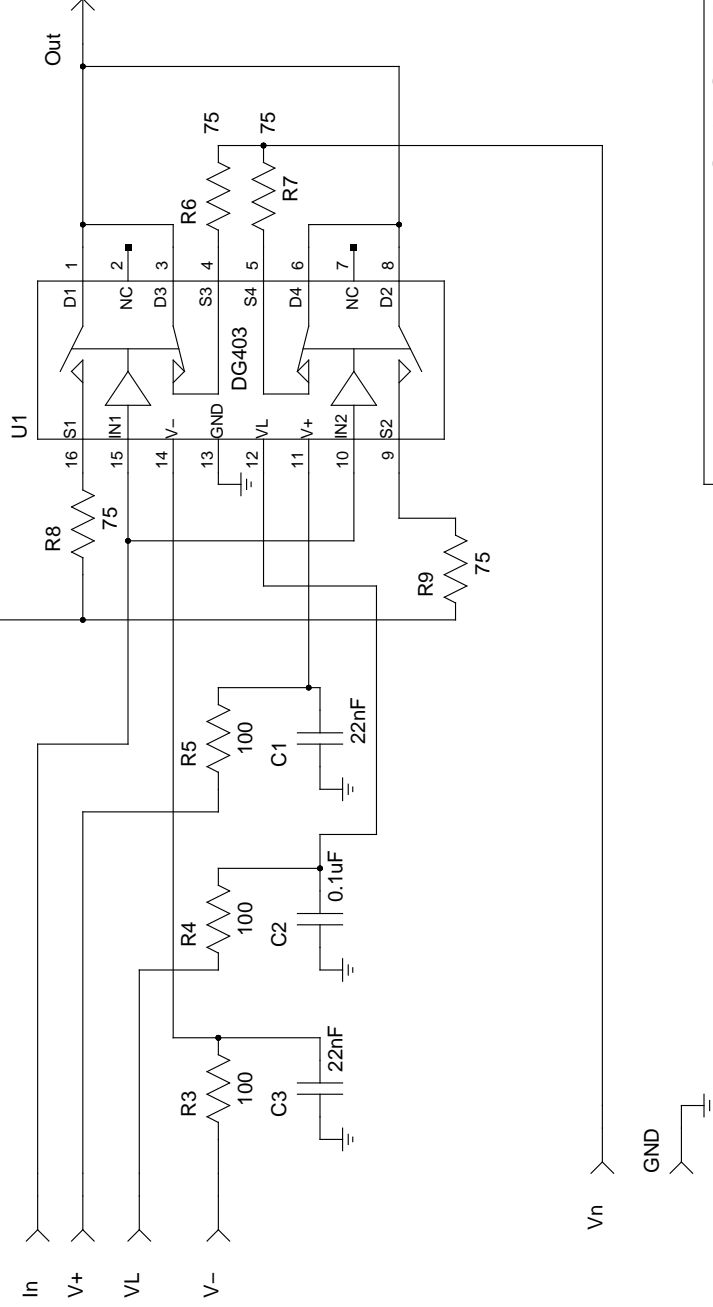 Out
75
75
R6
R7
1
2
3
4
5
6
7
8
D1
NC
D3
S3
S4
D4
NC
D2
DG403
U1
S1
IN1
V−
GND
VL
V+
IN2
S2
16
15
14
13
12
11
10
9
R8
75
R9
75
R5
100
C1
22nF
R4
100
C2
0.1uF
R3
100
C3
22nF
In
V+
VL
V−
Vn
GND